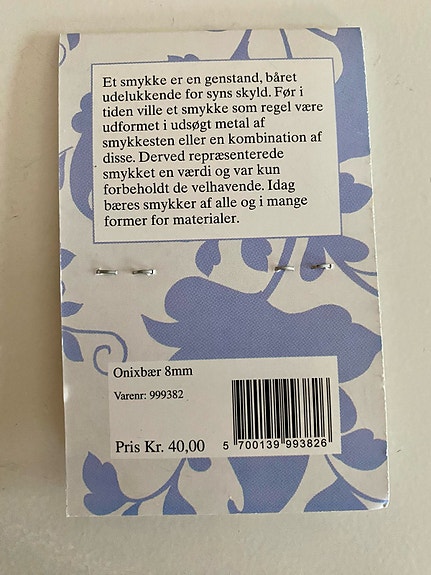 Et smykke er en genstand, båret
udelukkende for syns skyld. Før i
tiden ville et smykke som regel være
udformet i udsøgt metal af
smykkesten eller en kombination af
disse. Derved repræsenterede
smykket en værdi og var kun
forbeholdt de velhavende. Idag
bæres smykker af alle og i mange
former for materialer.
Onixbær 8mm
Varenr: 999382
Pris Kr. 40,00
5 700139 993826